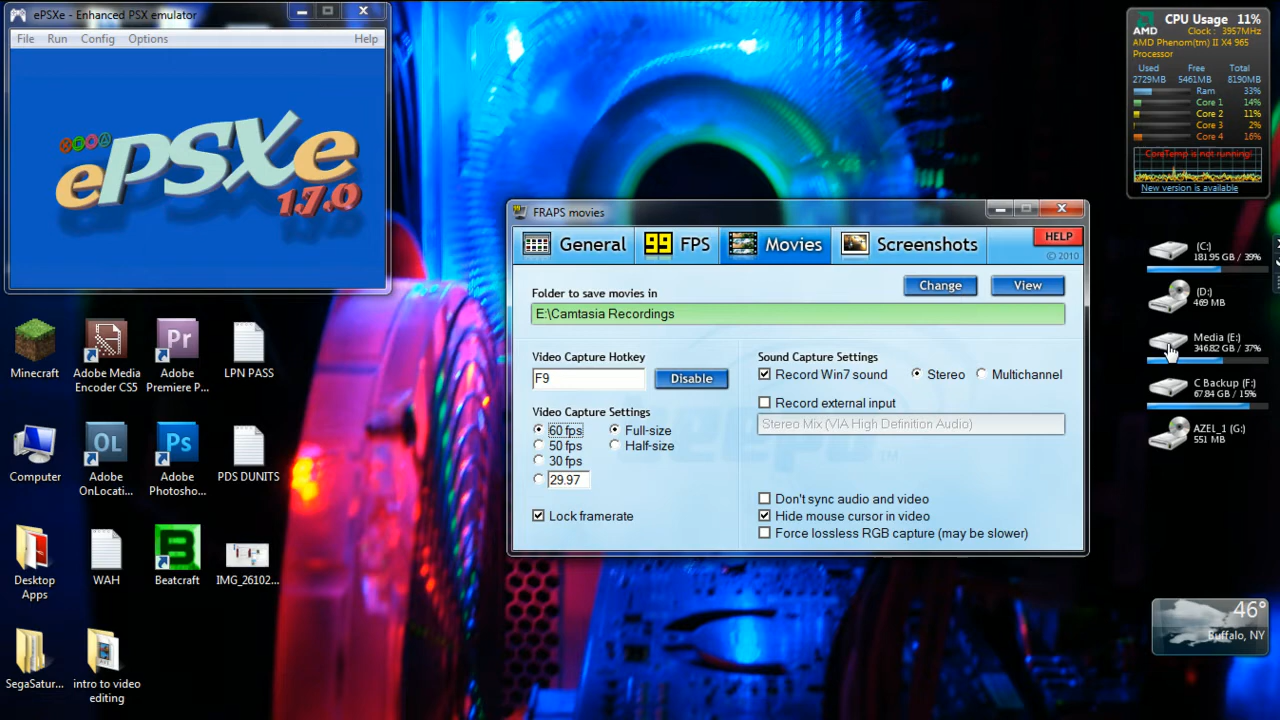 ePSXe - Enhanced PSX emulator
File Run Config Options Help
ePSXe
1.7.0
Minecraft
Adobe Media Encoder CS5
Adobe Premiere P...
LPN PASS
Computer
Adobe OnLocati...
Adobe Photosho...
PDS DUNITS
Desktop Apps
WAH
Beatcraft
IMG_26102...
SegaSatur...
intro to video editing
FRAPS movies
General
99 FPS
Movies
Screenshots
HELP
© 2010
Folder to save movies in
Change
View
E:\Camtasia Recordings
Video Capture Hotkey
F9
Disable
Video Capture Settings
60 fps
50 fps
30 fps
29.97
Full-size
Half-size
Lock framerate
Sound Capture Settings
Record Win7 sound
Stereo
Multichannel
Record external input
Stereo Mix (VIA High Definition Audio)
Don't sync audio and video
Hide mouse cursor in video
Force lossless RGB capture (may be slower)
AMD
CPU Usage 11%
Clock : 3957MHz
AMD Phenom(tm) II X4 965
Processor
Used Free Total
2729MB 5461MB 8190MB
Ram 33%
Core 1 14%
Core 2 11%
Core 3 2%
Core 4 16%
CoreTemp is not running!
New version is available
(C:)
181.95 GB / 39%
(D:)
469 MB
Media (E:)
346.82 GB / 37%
C Backup (F:)
67.84 GB / 15%
AZEL_1 (G:)
551 MB
46°
Buffalo, NY